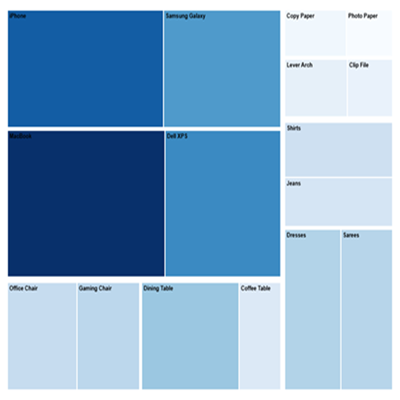 iPhone
Samsung Galaxy
Copy Paper
Photo Paper
Lever Arch
Clip File
MacBook
Dell XPS
Shirts
Jeans
Dresses
Sarees
Office Chair
Gaming Chair
Dining Table
Coffee Table